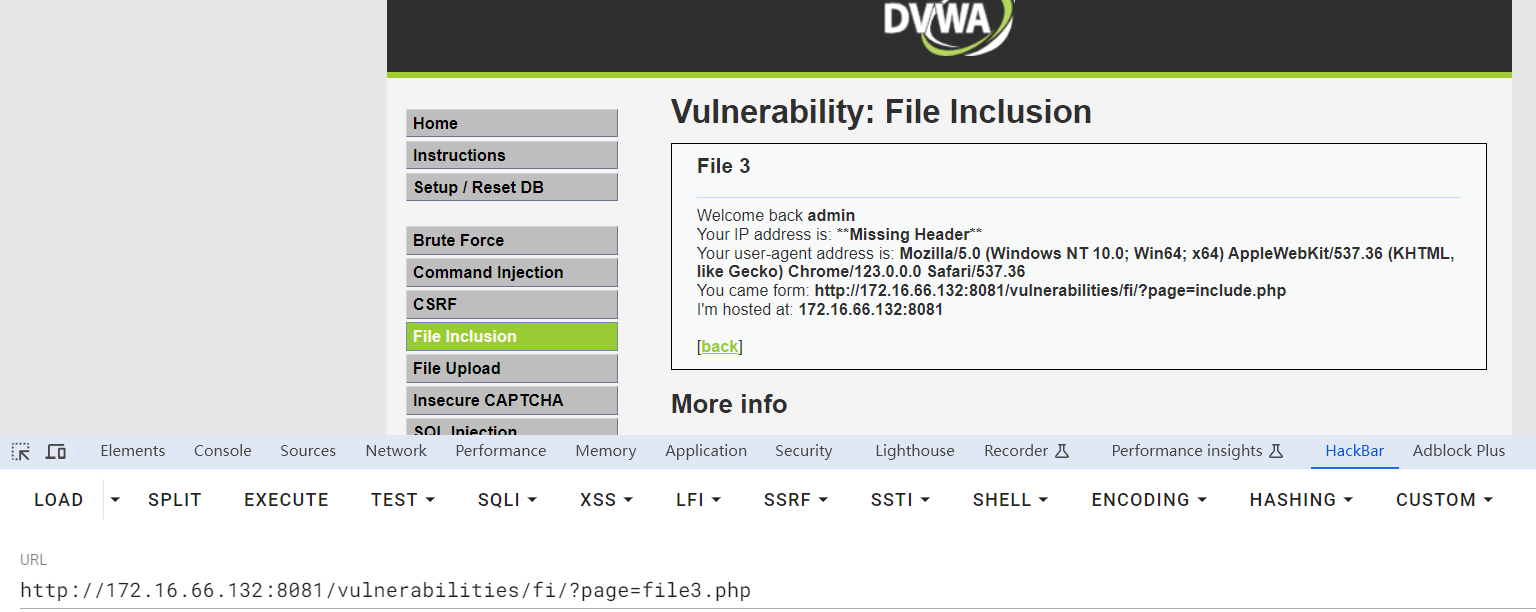 DVWA
Vulnerability: File Inclusion
Home
Instructions
Setup / Reset DB
Brute Force
Command Injection
CSRF
File Inclusion
File Upload
Insecure CAPTCHA
SQL Injection
File 3
Welcome back admin
Your IP address is: **Missing Header**
Your user-agent address is: Mozilla/5.0 (Windows NT 10.0; Win64; x64) AppleWebKit/537.36 (KHTML,
like Gecko) Chrome/123.0.0.0 Safari/537.36
You came form: http://172.16.66.132:8081/vulnerabilities/fi/?page=include.php
I'm hosted at: 172.16.66.132:8081
[back]
More info
Elements Console Sources Network Performance Memory Application Security Lighthouse Recorder Performance insights HackBar Adblock Plus
LOAD SPLIT EXECUTE TEST SQLI XSS LFI SSRF SSTI SHELL ENCODING HASHING CUSTOM
URL
http://172.16.66.132:8081/vulnerabilities/fi/?page=file3.php